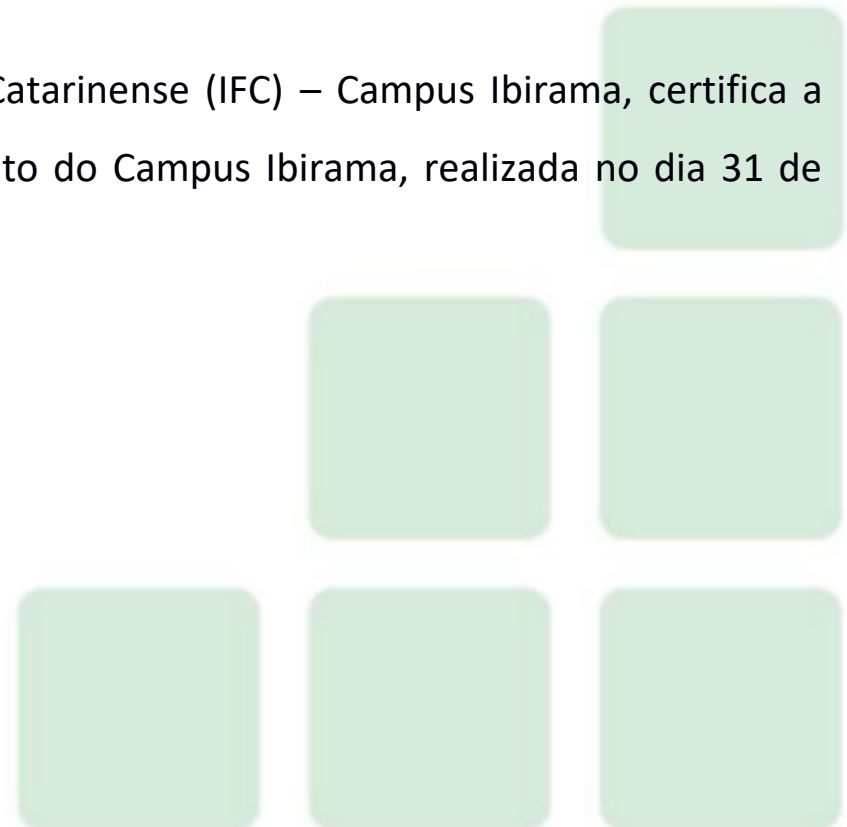 Catarinense (IFC) – Campus Ibirama, certifica a
to do Campus Ibirama, realizada no dia 31 de